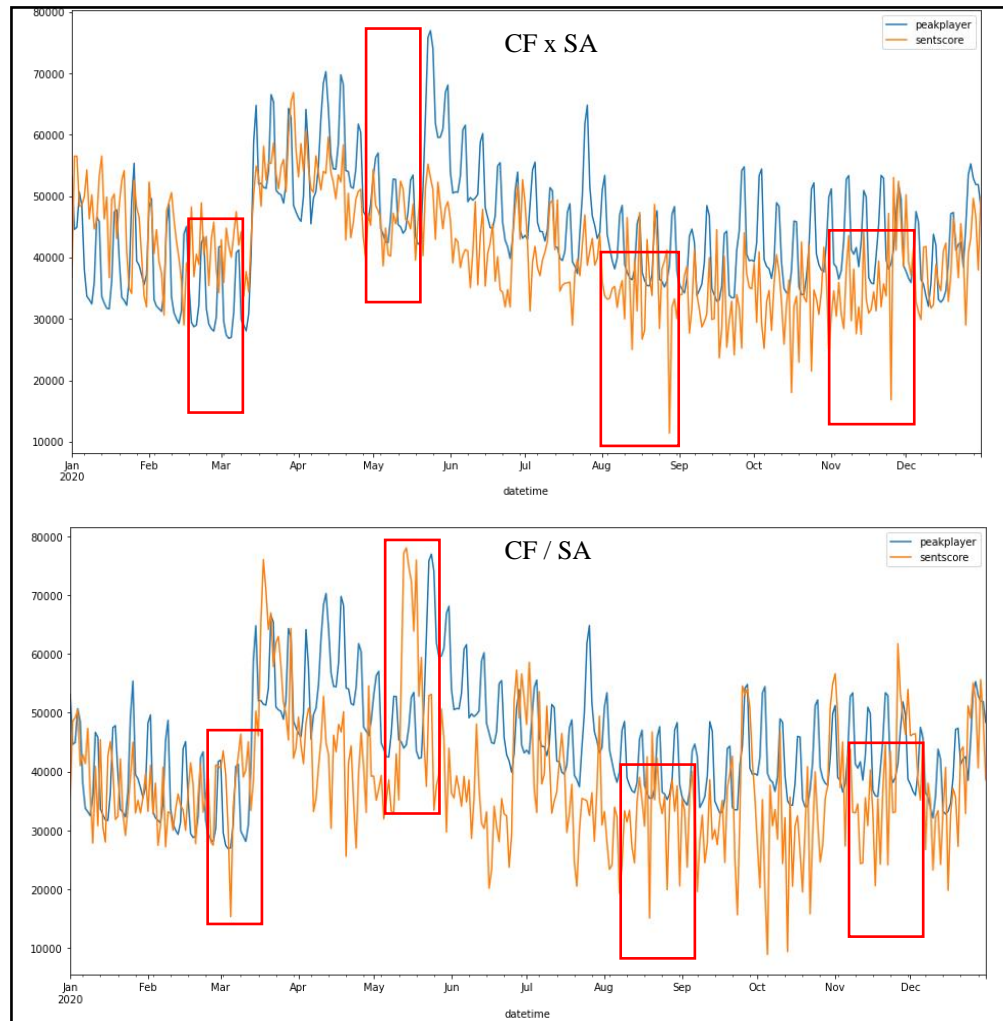 80000
peakplayer
CF x SA
sentscore
70000
60000
50000
40000
30000
20000
10000
Jan Feb Mar Apr May Jun Jul Aug Sep Oct Nov Dec
2020
datetime
80000
peakplayer
CF / SA
sentscore
70000
60000
50000
40000
30000
20000
10000
Jan Feb Mar Apr May Jun Jul Aug Sep Oct Nov Dec
2020
datetime